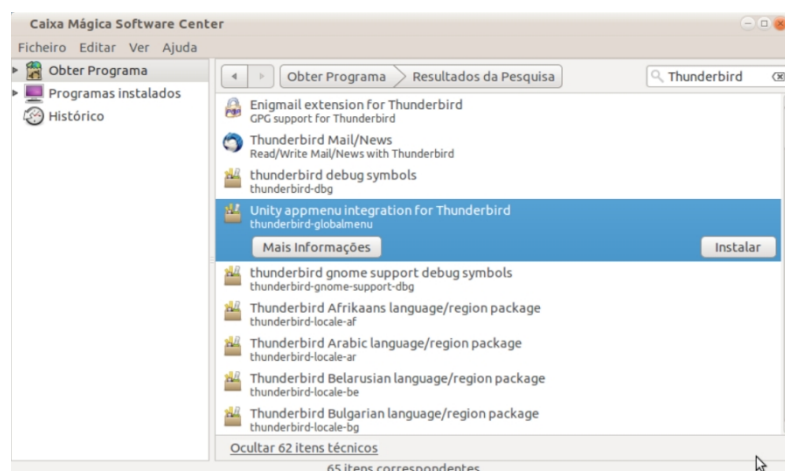 Caixa Mágica Software Center
Ficheiro Editar Ver Ajuda
Obter Programa
Programas instalados
Histórico
Obter Programa Resultados da Pesquisa Thunderbird
Enigmail extension for Thunderbird
GPG support for Thunderbird
Thunderbird Mail/News
Read/Write Mail/News with Thunderbird
thunderbird debug symbols
thunderbird-dbg
Unity appmenu integration for Thunderbird
thunderbird-globalmenu
Mais Informações Instalar
thunderbird gnome support debug symbols
thunderbird-gnome-support-dbg
Thunderbird Afrikaans language/region package
thunderbird-locale-af
Thunderbird Arabic language/region package
thunderbird-locale-ar
Thunderbird Belarusian language/region package
thunderbird-locale-be
Thunderbird Bulgarian language/region package
thunderbird-locale-bg
Ocultar 62 itens técnicos
65 itens correspondentes